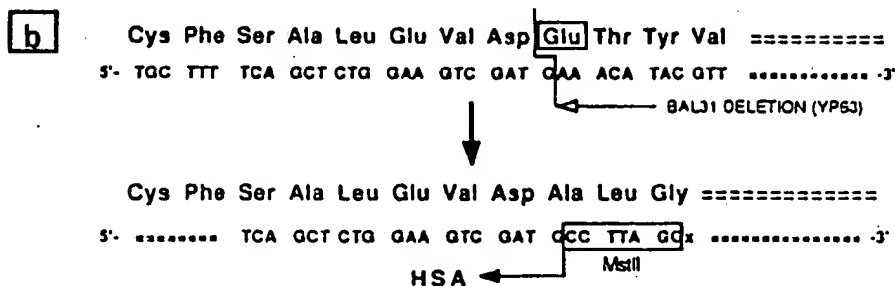 b
Cys Phe Ser Ala Leu Glu Val Asp Glu Thr Tyr Val ==========
5'- TGC TTT TCA GCT CTG GAA GTC GAT GAA ACA TAC GTT ------------ -3'
BAL31 DELETION (YP63)
Cys Phe Ser Ala Leu Glu Val Asp Ala Leu Gly ============
5'- -------- TCA GCT CTG GAA GTC GAT GCC TTA GGx --------------- -3'
MstII
HSA